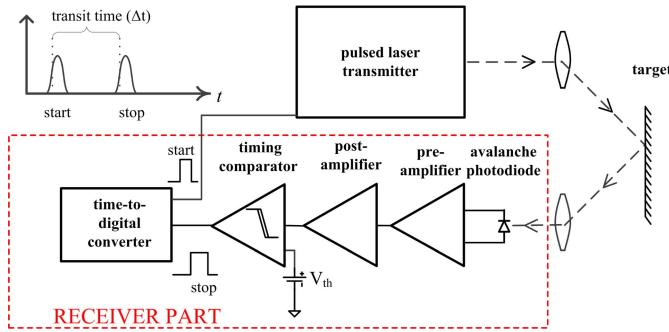 transit time (Δt)
start
stop
t
pulsed laser
transmitter
target
start
timing
comparator
post-
amplifier
pre-
amplifier
avalanche
photodiode
time-to-
digital
converter
stop
Vth
RECEIVER PART